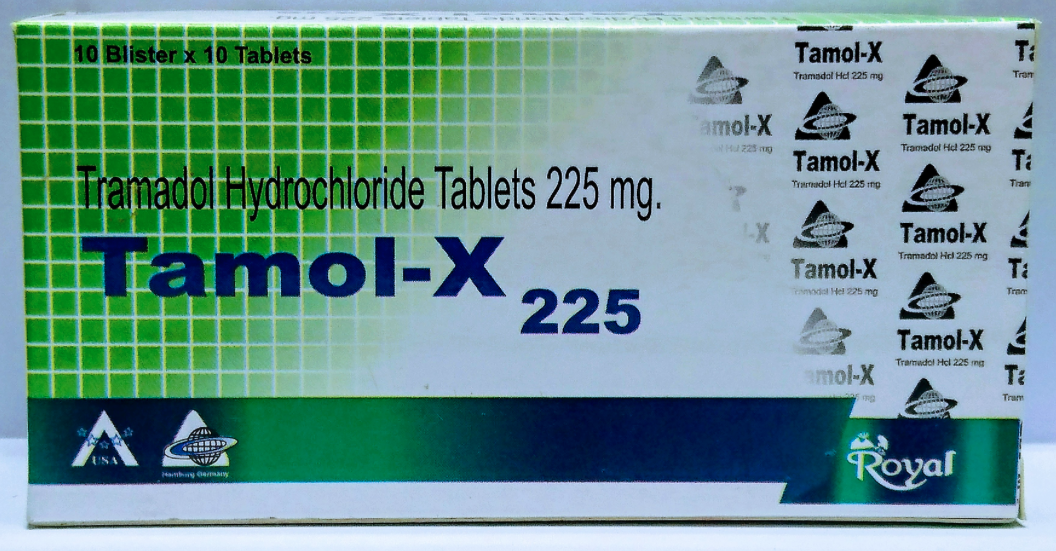 10 Blister x 10 Tablets
Tramadol Hydrochloride Tablets 225 mg.
Tamol-X
225
Tamol-X
Tramadol Hcl 225 mg
Tamol-X
Tramadol Hcl 225 mg
Tamol-X
Tramadol Hcl 225 mg
Tamol-X
Tramadol Hcl 225 mg
Tamol-X
Tramadol Hcl 225 mg
Tamol-X
Tramadol Hcl 225 mg
USA
Hamburg Germany
Royal